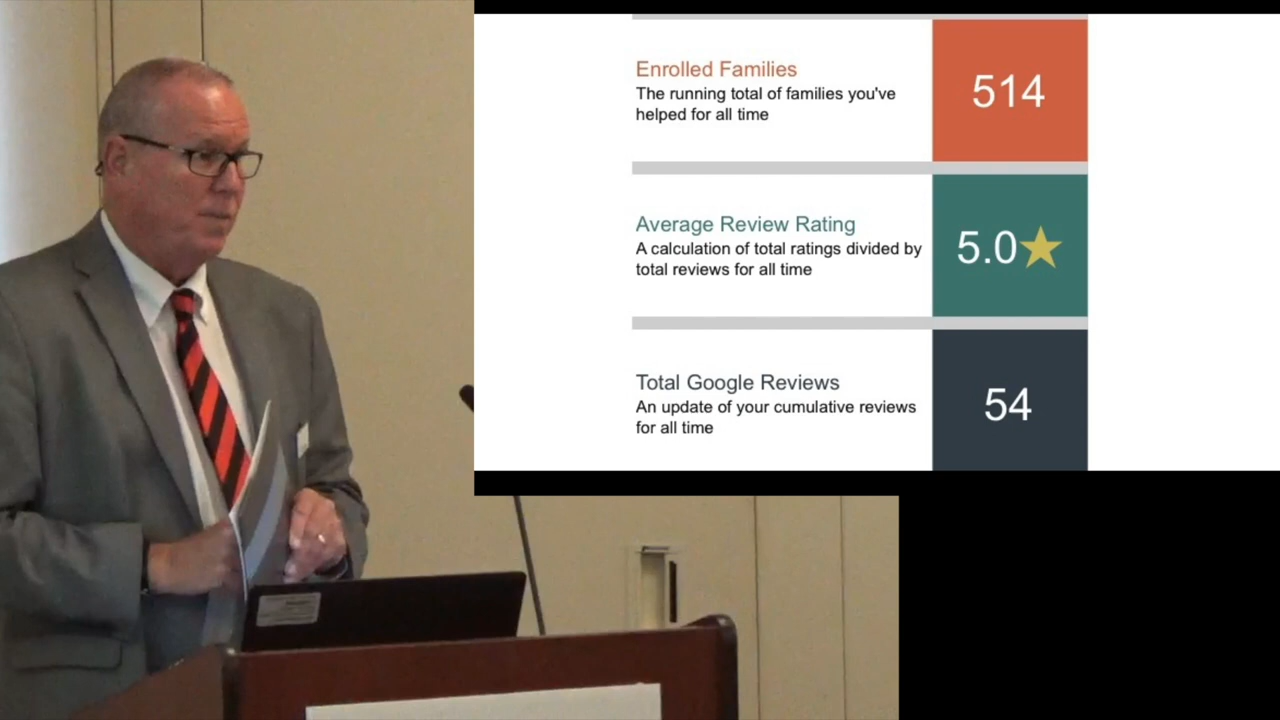 Enrolled Families
The running total of families you've
helped for all time
514
Average Review Rating
A calculation of total ratings divided by
total reviews for all time
5.0
Total Google Reviews
An update of your cumulative reviews
for all time
54